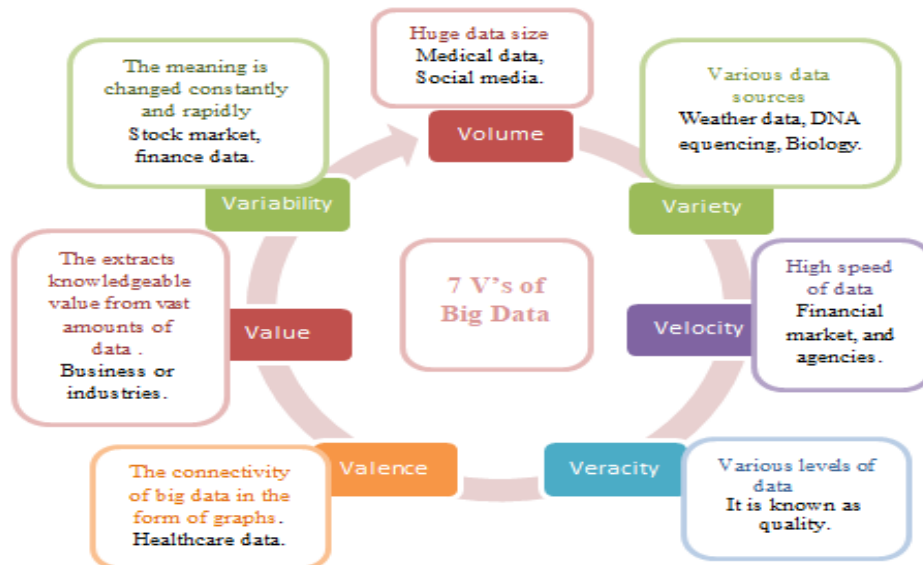 Huge data size
Medical data,
Social media.
Volume
Various data
sources
Weather data, DNA
equencing, Biology.
Variety
High speed
of data
Financial
market, and
agencies.
Velocity
Various levels of
data
It is known as
quality.
Veracity
The connectivity
of big data in the
form of graphs.
Healthcare data.
Valence
The extracts
knowledgeable
value from vast
amounts of
data .
Business or
industries.
Value
The meaning is
changed constantly
and rapidly
Stock market,
finance data.
Variability
7 V’s of
Big Data